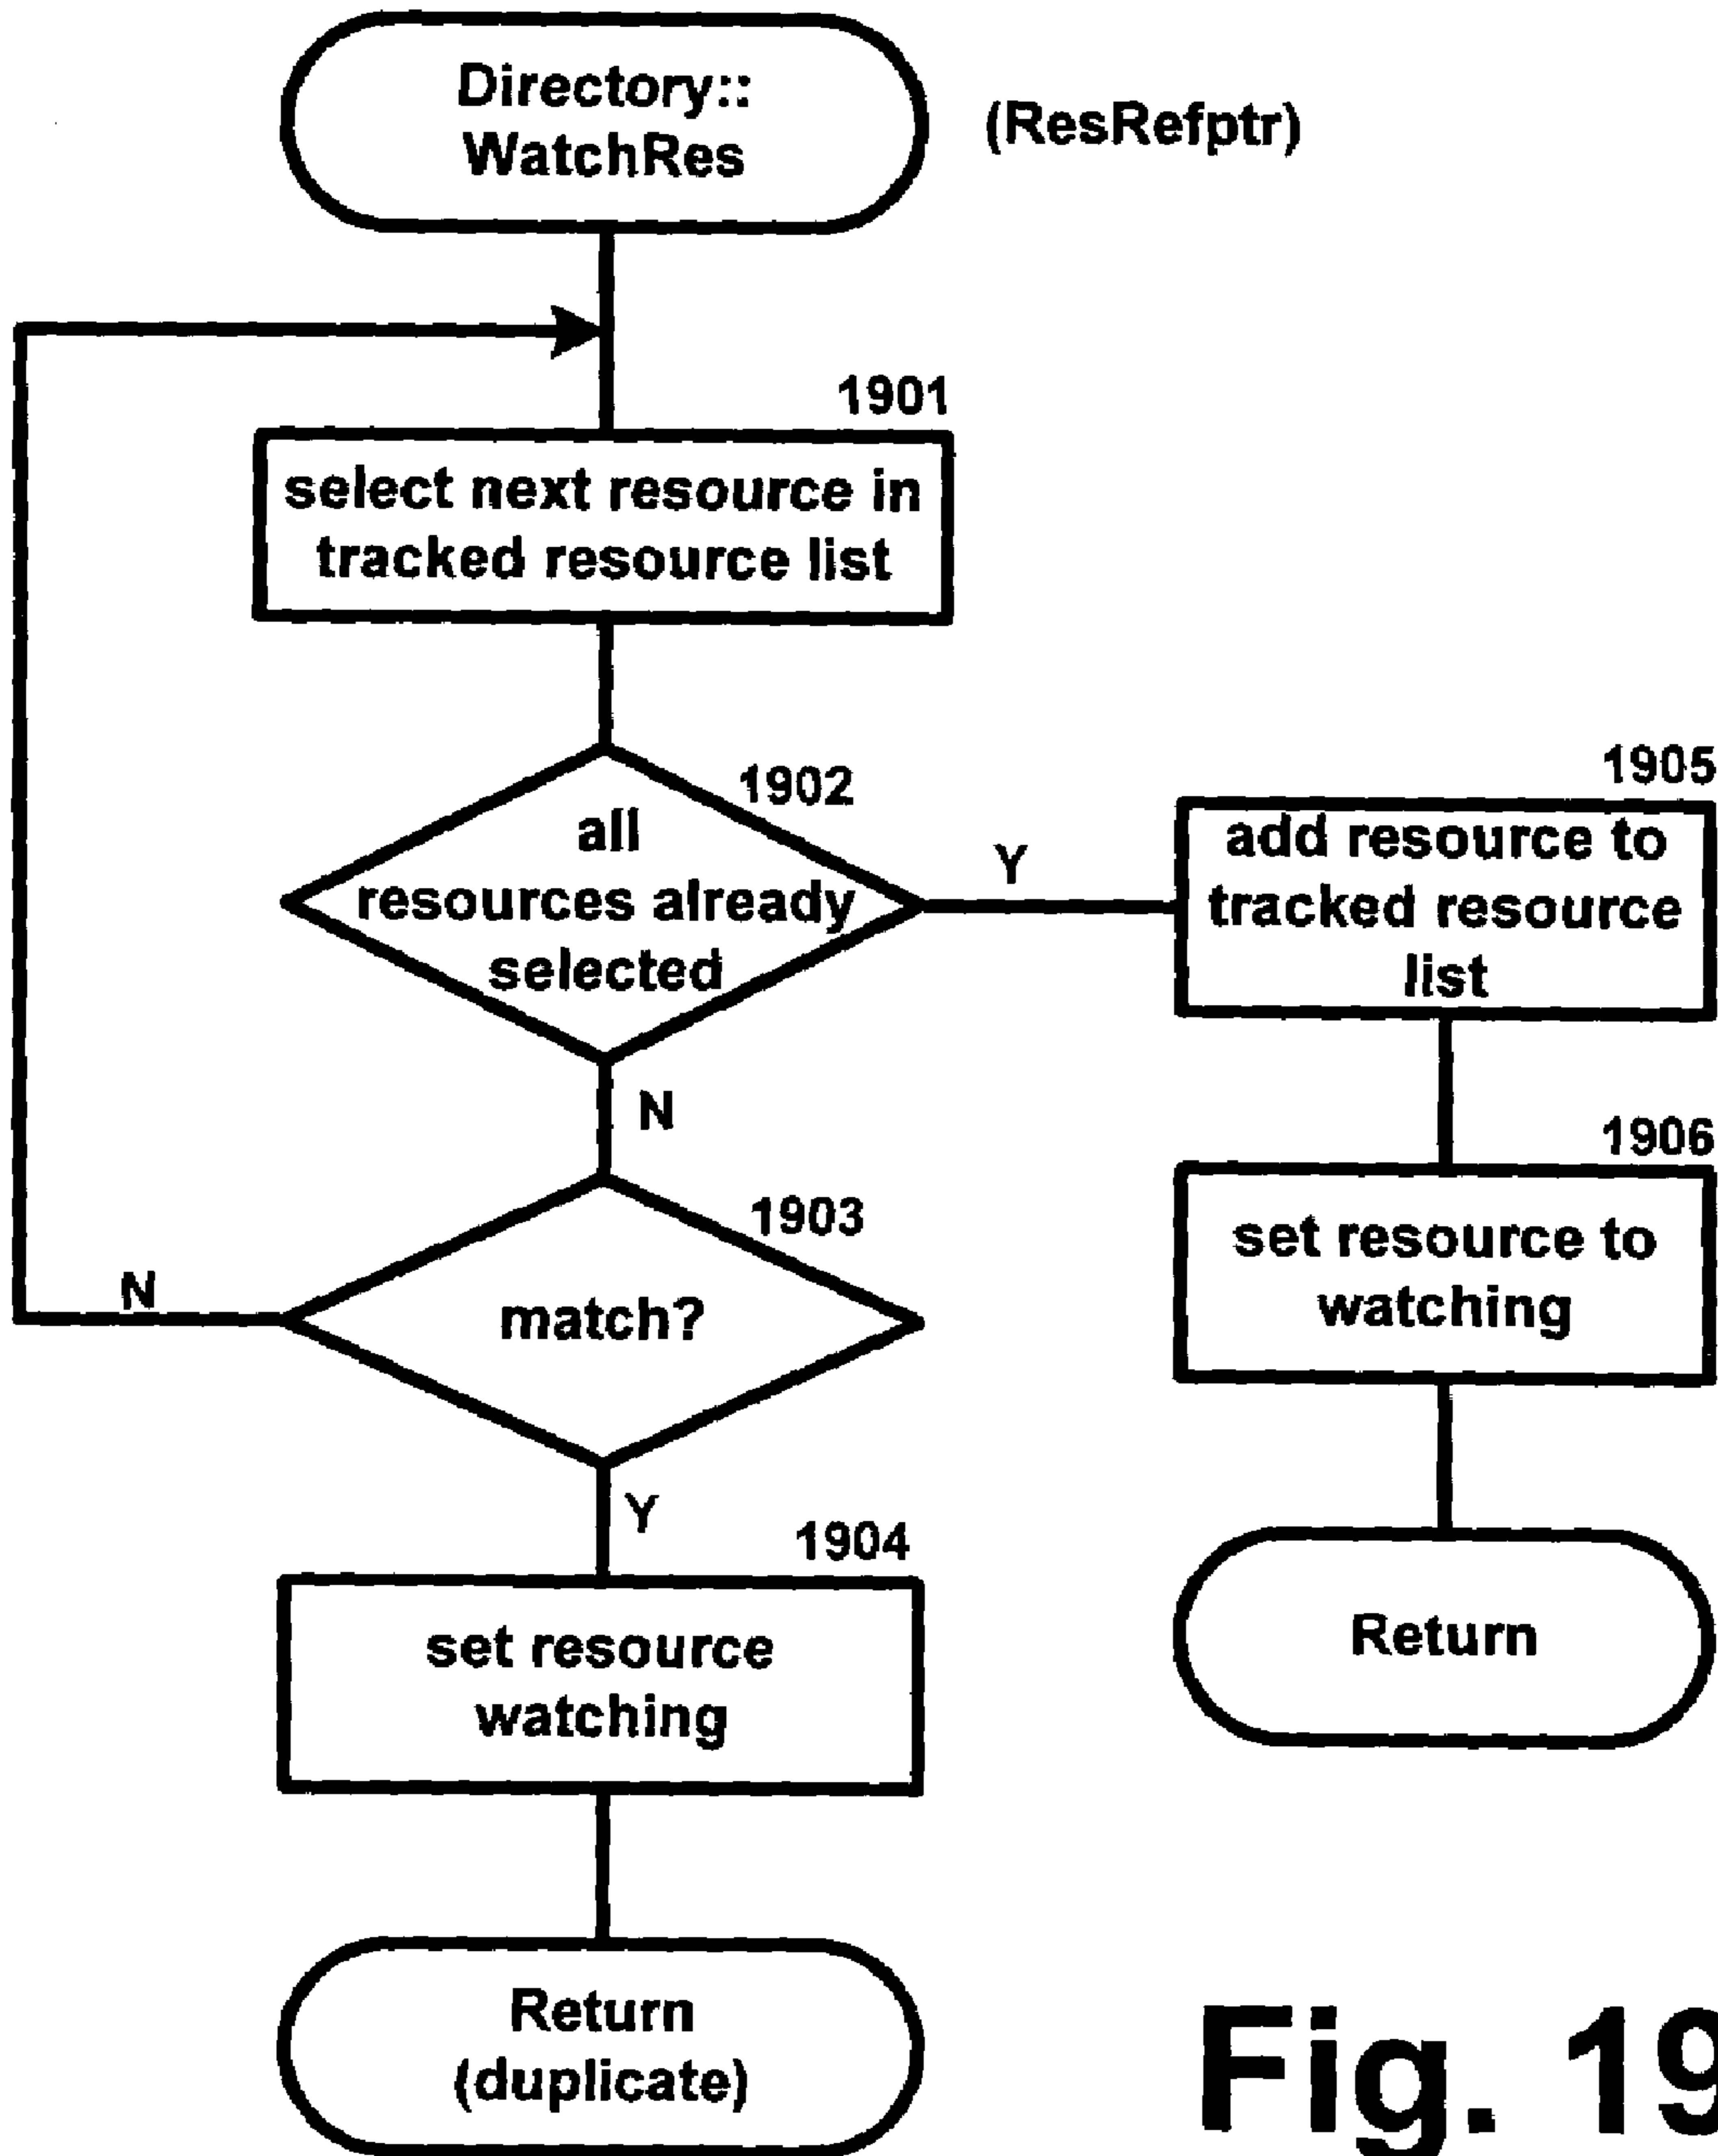 Directory::
WatchRes
(ResRefptr)
1901
select next resource in
tracked resource list
1902
all
resources already
selected
Y
N
1903
match?
N
Y
1904
set resource
watching
Return
(duplicate)
1905
add resource to
tracked resource
list
1906
set resource to
watching
Return
Fig. 19